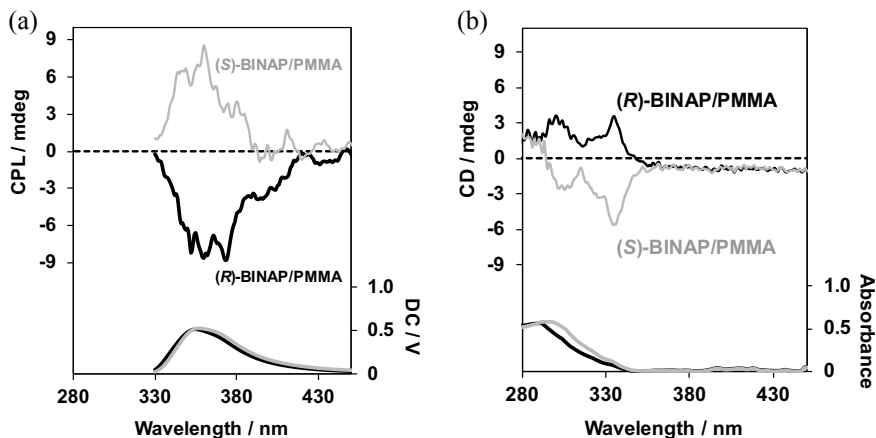 (a)
CPL / mdeg
9
6
3
0
-3
-6
-9
(S)-BINAP/PMMA
(R)-BINAP/PMMA
1.0
0.5
0
DC / V
280 330 380 430
Wavelength / nm
(b)
CD / mdeg
9
6
3
0
-3
-6
-9
(R)-BINAP/PMMA
(S)-BINAP/PMMA
1.0
0.5
0
Absorbance
280 330 380 430
Wavelength / nm